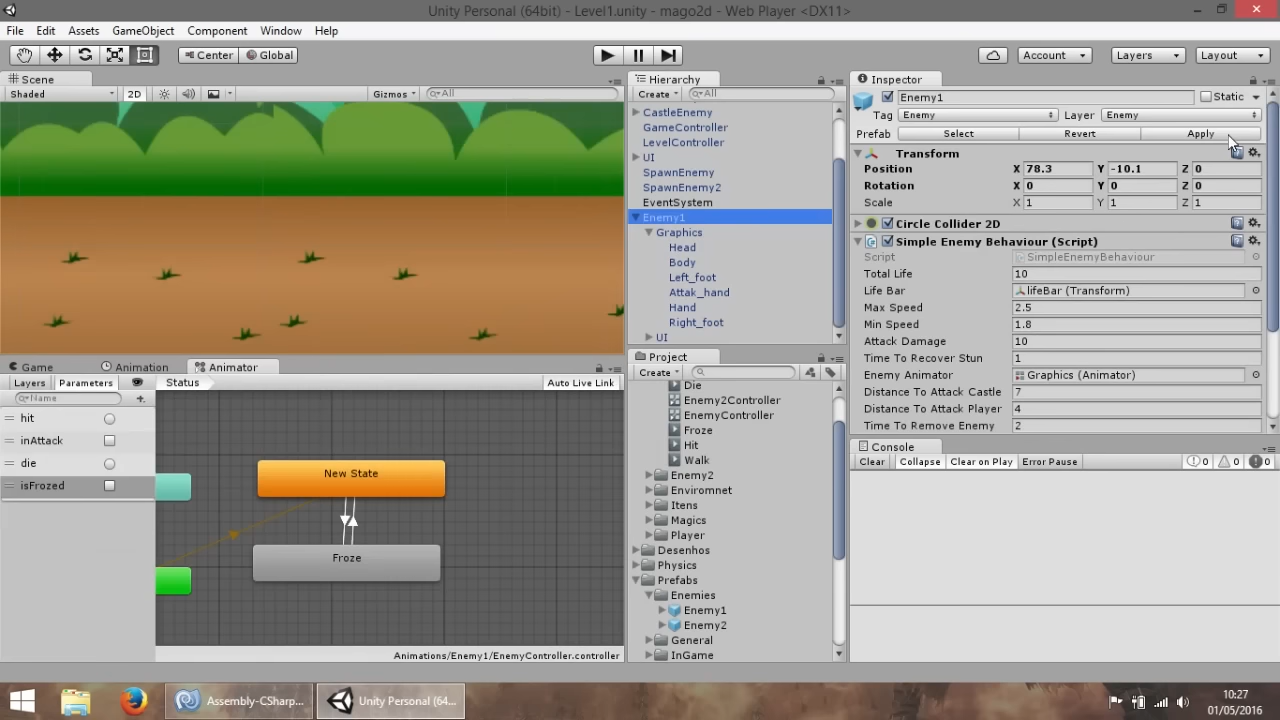 Unity Personal (64bit) - Level1.unity - mago2d - Web Player <DX11>
File Edit Assets GameObject Component Window Help
Center Global Account Layers Layout
Scene
Shaded 2D Gizmos All
Hierarchy
Create All
CastleEnemy
GameController
LevelController
UI
SpawnEnemy
SpawnEnemy2
EventSystem
Enemy1
Graphics
Head
Body
Left_foot
Attak_hand
Hand
Right_foot
UI
Inspector
Enemy1 Static
Tag Enemy Layer Enemy
Prefab Select Revert Apply
Transform
Position X 78.3 Y -10.1 Z 0
Rotation X 0 Y 0 Z 0
Scale X 1 Y 1 Z 1
Circle Collider 2D
Simple Enemy Behaviour (Script)
Script SimpleEnemyBehaviour
Total Life 10
Life Bar lifeBar (Transform)
Max Speed 2.5
Min Speed 1.8
Attack Damage 10
Time To Recover Stun 1
Enemy Animator Graphics (Animator)
Distance To Attack Castle 7
Distance To Attack Player 4
Time To Remove Enemy 2
Game Animation Animator
Layers Parameters Status Auto Live Link
Name
hit
inAttack
die
isFrozed
New State
Froze
Animations/Enemy1/EnemyController.controller
Project
Create
Die
Enemy2Controller
EnemyController
Froze
Hit
Walk
Enemy2
Enviromnet
Itens
Magics
Player
Desenhos
Physics
Prefabs
Enemies
Enemy1
Enemy2
General
InGame
Console
Clear Collapse Clear on Play Error Pause 0 0 0
Assembly-CSharp... Unity Personal (64...
10:27
01/05/2016